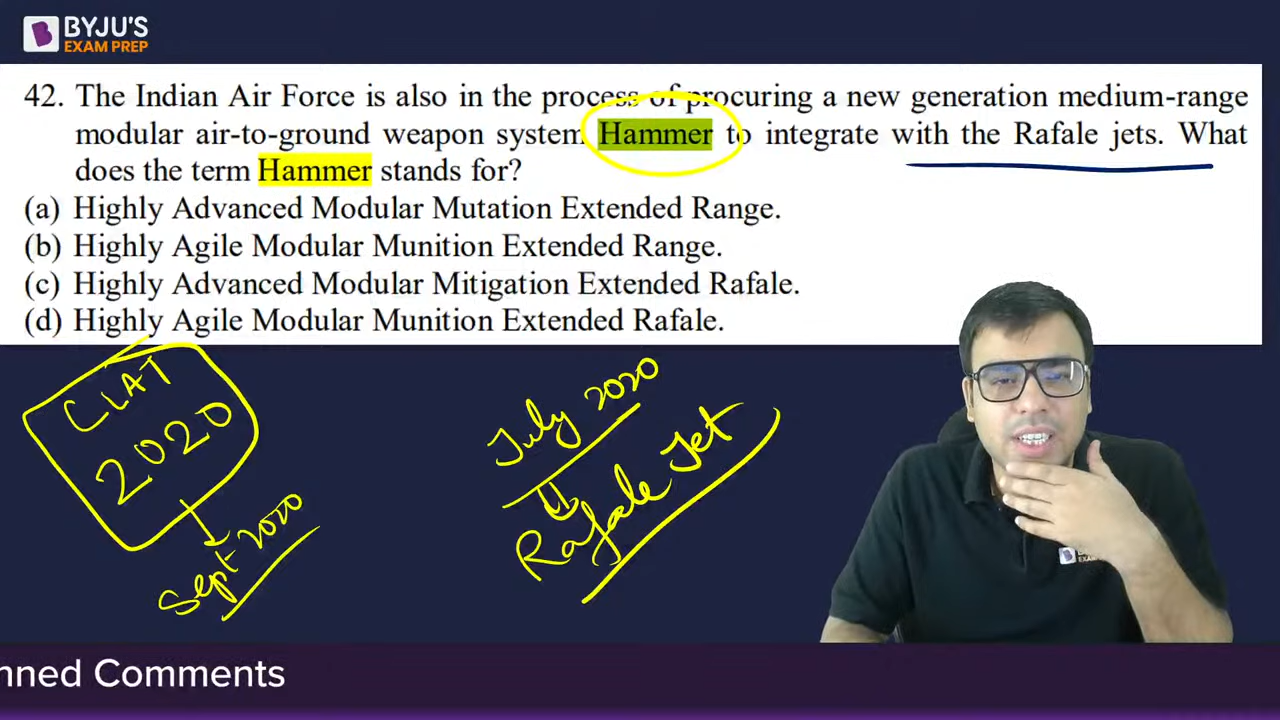 BYJU'S
EXAM PREP
42. The Indian Air Force is also in the process of procuring a new generation medium-range
modular air-to-ground weapon system Hammer to integrate with the Rafale jets. What
does the term Hammer stands for?
(a) Highly Advanced Modular Mutation Extended Range.
(b) Highly Agile Modular Munition Extended Range.
(c) Highly Advanced Modular Mitigation Extended Rafale.
(d) Highly Agile Modular Munition Extended Rafale.
CLAT
2020
Sept 2020
July 2020
Rafale Jet
nned Comments